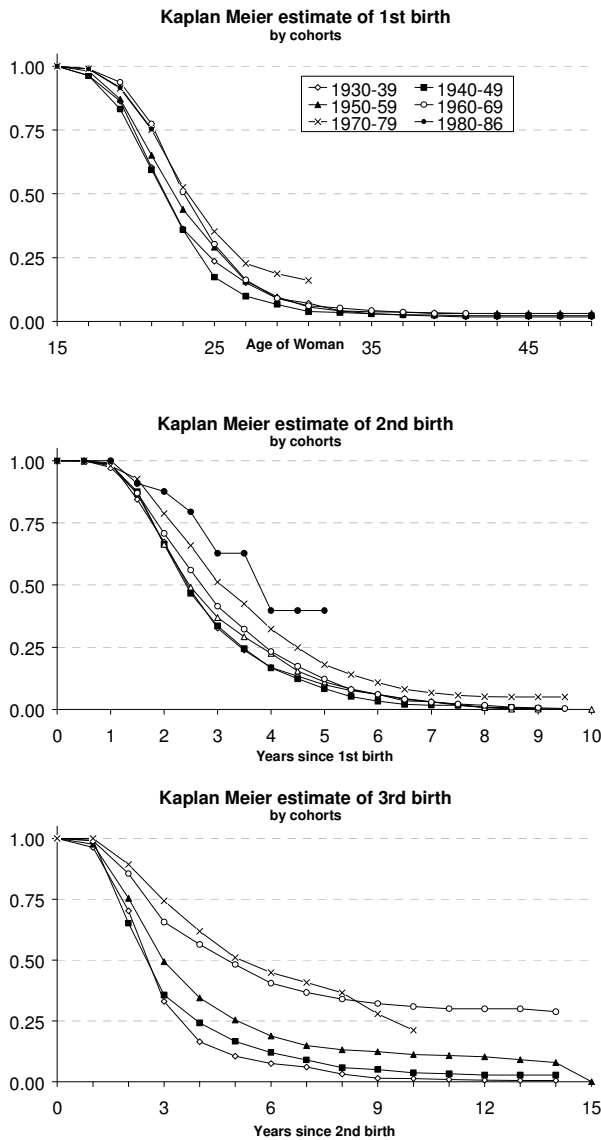 Kaplan Meier estimate of 1st birth
by cohorts
1.00
0.75
0.50
0.25
0.00
1930-39 1940-49
1950-59 1960-69
1970-79 1980-86
15 25 35 45
Age of Woman
Kaplan Meier estimate of 2nd birth
by cohorts
1.00
0.75
0.50
0.25
0.00
0 1 2 3 4 5 6 7 8 9 10
Years since 1st birth
Kaplan Meier estimate of 3rd birth
by cohorts
1.00
0.75
0.50
0.25
0.00
0 3 6 9 12 15
Years since 2nd birth